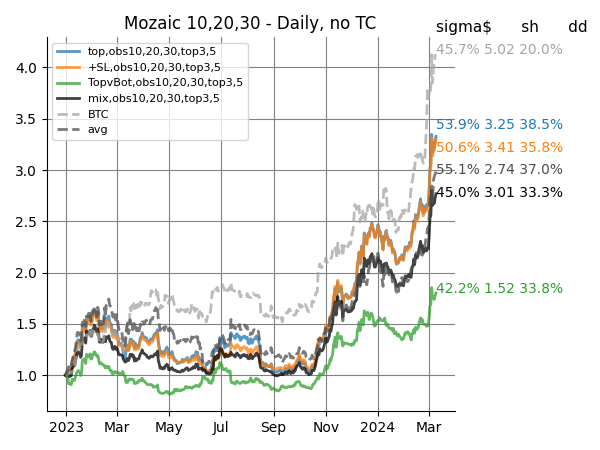 Mozaic 10,20,30 - Daily, no TC
sigma$ sh dd
top,obs10,20,30,top3,5
+SL,obs10,20,30,top3,5
TopvBot,obs10,20,30,top3,5
mix,obs10,20,30,top3,5
BTC
avg
45.7% 5.02 20.0%
53.9% 3.25 38.5%
50.6% 3.41 35.8%
55.1% 2.74 37.0%
45.0% 3.01 33.3%
42.2% 1.52 33.8%
4.0
3.5
3.0
2.5
2.0
1.5
1.0
2023 Mar May Jul Sep Nov 2024 Mar